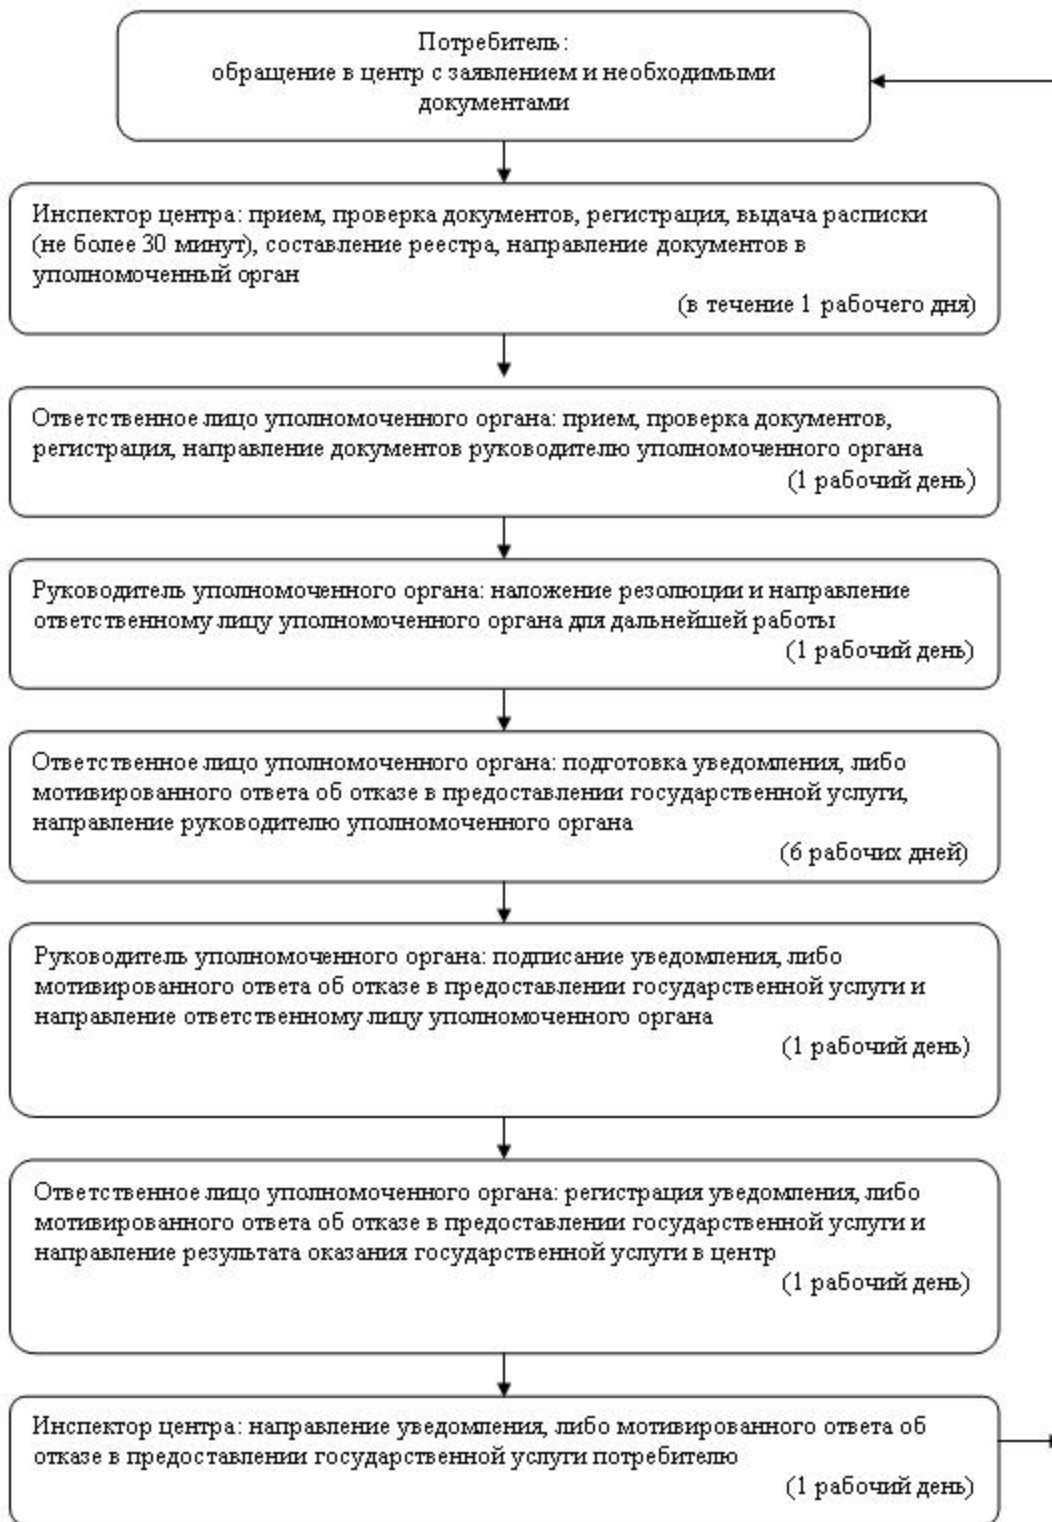 Потребитель:
обращение в центр с заявлением и необходимыми
документами
Инспектор центра: прием, проверка документов, регистрация, выдача расписки
(не более 30 минут), составление реестра, направление документов в
уполномоченный орган
(в течение 1 рабочего дня)
Ответственное лицо уполномоченного органа: прием, проверка документов,
регистрация, направление документов руководителю уполномоченного органа
(1 рабочий день)
Руководитель уполномоченного органа: наложение резолюции и направление
ответственному лицу уполномоченного органа для дальнейшей работы
(1 рабочий день)
Ответственное лицо уполномоченного органа: подготовка уведомления, либо
мотивированного ответа об отказе в предоставлении государственной услуги,
направление руководителю уполномоченного органа
(6 рабочих дней)
Руководитель уполномоченного органа: подписание уведомления, либо
мотивированного ответа об отказе в предоставлении государственной услуги и
направление ответственному лицу уполномоченного органа
(1 рабочий день)
Ответственное лицо уполномоченного органа: регистрация уведомления, либо
мотивированного ответа об отказе в предоставлении государственной услуги и
направление результата оказания государственной услуги в центр
(1 рабочий день)
Инспектор центра: направление уведомления, либо мотивированного ответа об
отказе в предоставлении государственной услуги потребителю
(1 рабочий день)